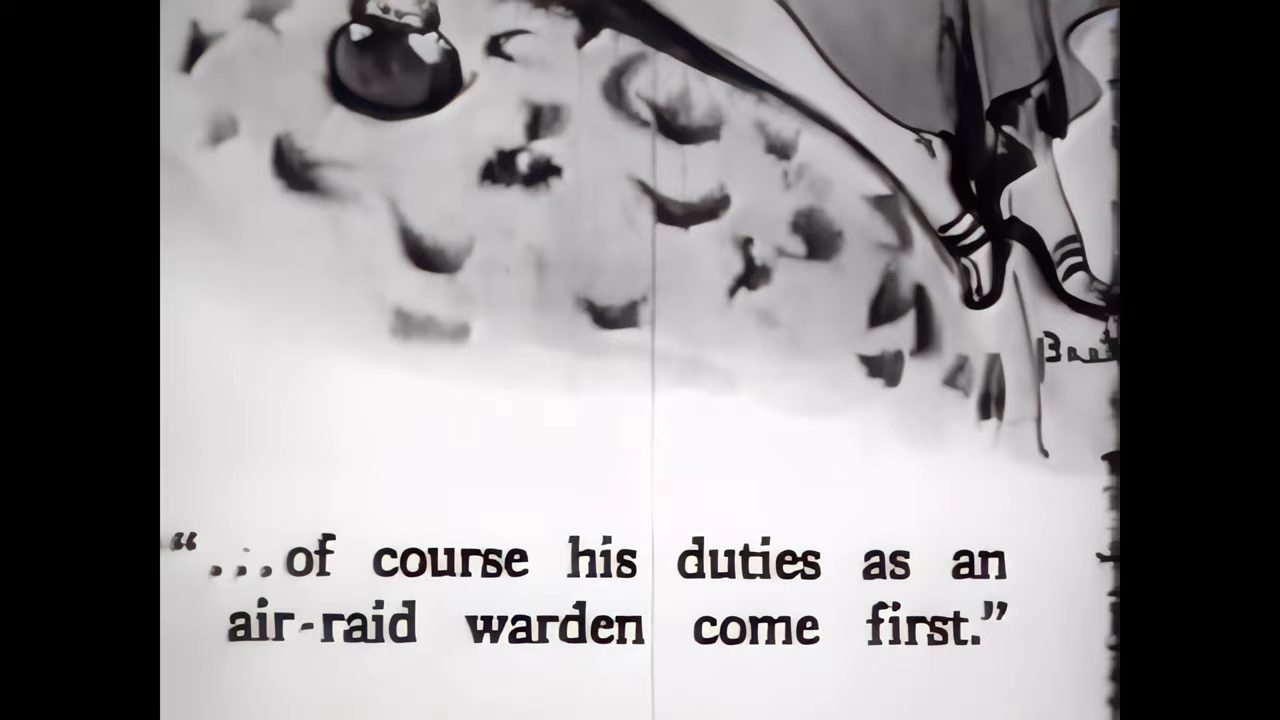 “...of course his duties as an
air-raid warden come first.”